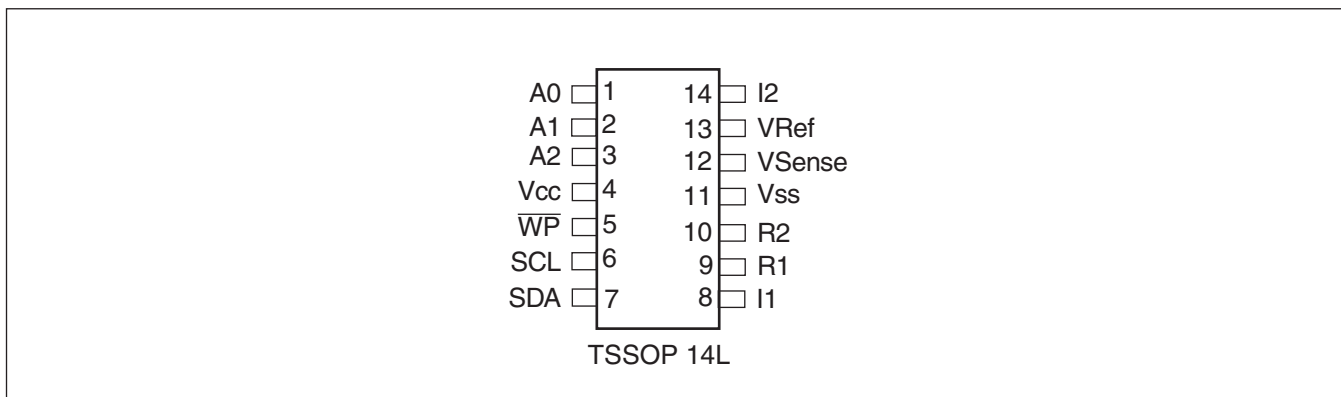 A0 1 14 I2
A1 2 13 VRef
A2 3 12 VSense
Vcc 4 11 Vss
W̅P̅ 5 10 R2
SCL 6 9 R1
SDA 7 8 I1
TSSOP 14L